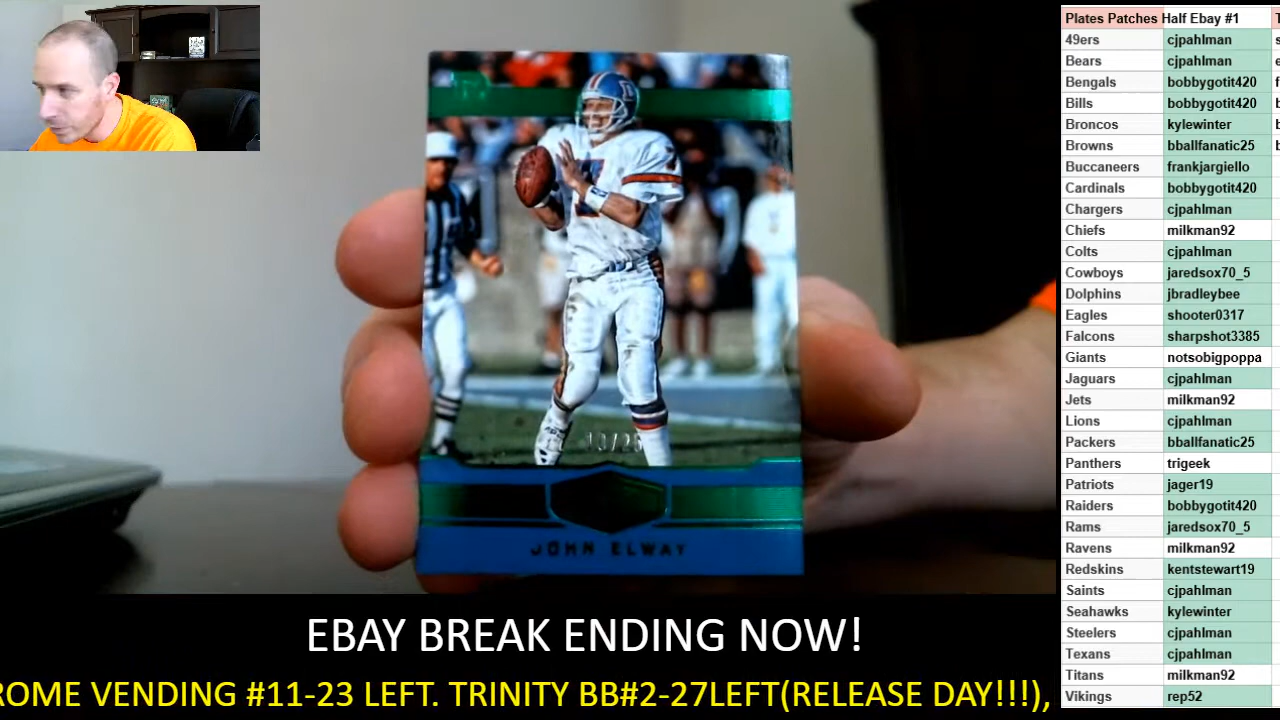 JOHN ELWAY
EBAY BREAK ENDING NOW!
ROME VENDING #11-23 LEFT. TRINITY BB#2-27LEFT(RELEASE DAY!!!),
Plates Patches Half Ebay #1
49ers cjpahlman
Bears cjpahlman
Bengals bobbygotit420
Bills bobbygotit420
Broncos kylewinter
Browns bballfanatic25
Buccaneers frankjargiello
Cardinals bobbygotit420
Chargers cjpahlman
Chiefs milkman92
Colts cjpahlman
Cowboys jaredsox70_5
Dolphins jbradleybee
Eagles shooter0317
Falcons sharpshot3385
Giants notsobigpoppa
Jaguars cjpahlman
Jets milkman92
Lions cjpahlman
Packers bballfanatic25
Panthers trigeek
Patriots jager19
Raiders bobbygotit420
Rams jaredsox70_5
Ravens milkman92
Redskins kentstewart19
Saints cjpahlman
Seahawks kylewinter
Steelers cjpahlman
Texans cjpahlman
Titans milkman92
Vikings rep52